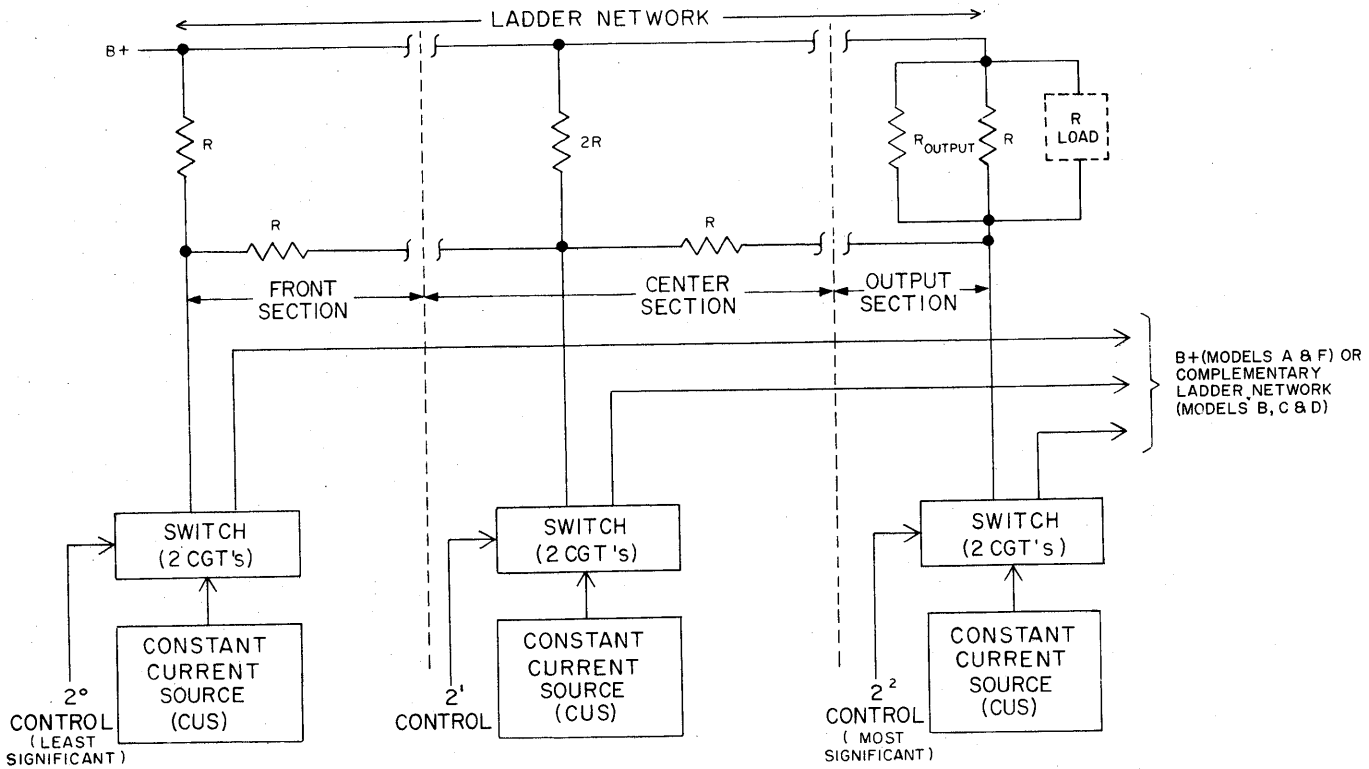 LADDER NETWORK
B+
R
2R
R OUTPUT
R
R
LOAD
R
R
FRONT
SECTION
CENTER
SECTION
OUTPUT
SECTION
B+(MODELS A & F) OR
COMPLEMENTARY
LADDER NETWORK
(MODELS B, C & D)
SWITCH
(2 CGT's)
SWITCH
(2 CGT's)
SWITCH
(2 CGT's)
CONSTANT
CURRENT
SOURCE
(CUS)
CONSTANT
CURRENT
SOURCE
(CUS)
CONSTANT
CURRENT
SOURCE
(CUS)
2⁰
CONTROL
(LEAST
SIGNIFICANT)
2¹
CONTROL
2²
CONTROL
(MOST
SIGNIFICANT)